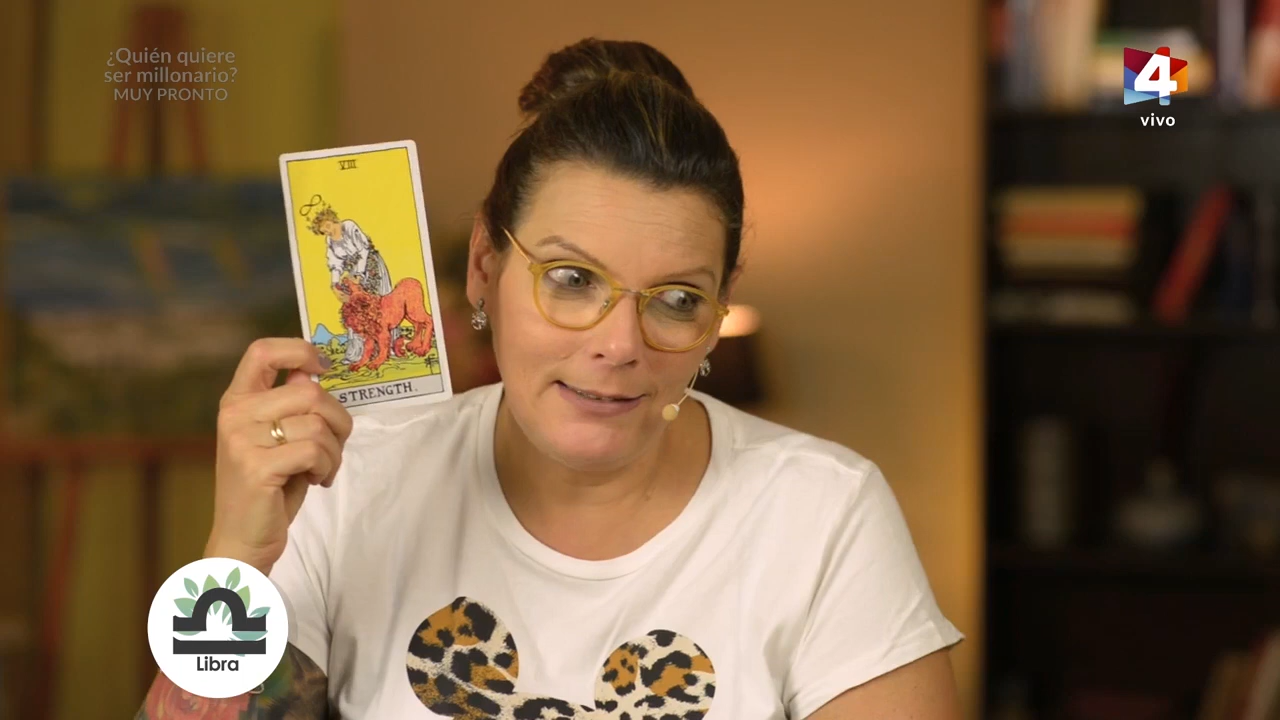 ¿Quién quiere
ser millonario?
MUY PRONTO
4
vivo
VIII
STRENGTH.
Libra